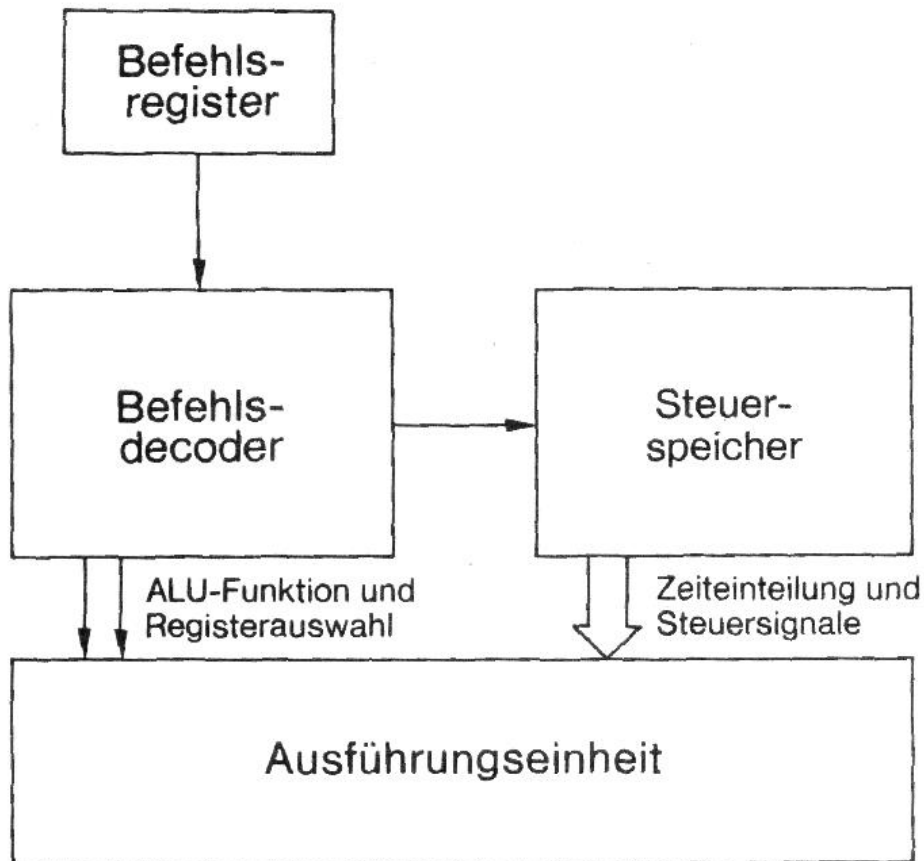 Befehls-
register
Befehls-
decoder
Steuer-
speicher
ALU-Funktion und
Registerauswahl
Zeiteinteilung und
Steuersignale
Ausführungseinheit